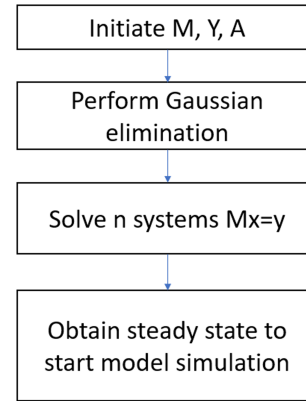 Initiate M, Y, A
Perform Gaussian
elimination
Solve n systems Mx=y
Obtain steady state to
start model simulation